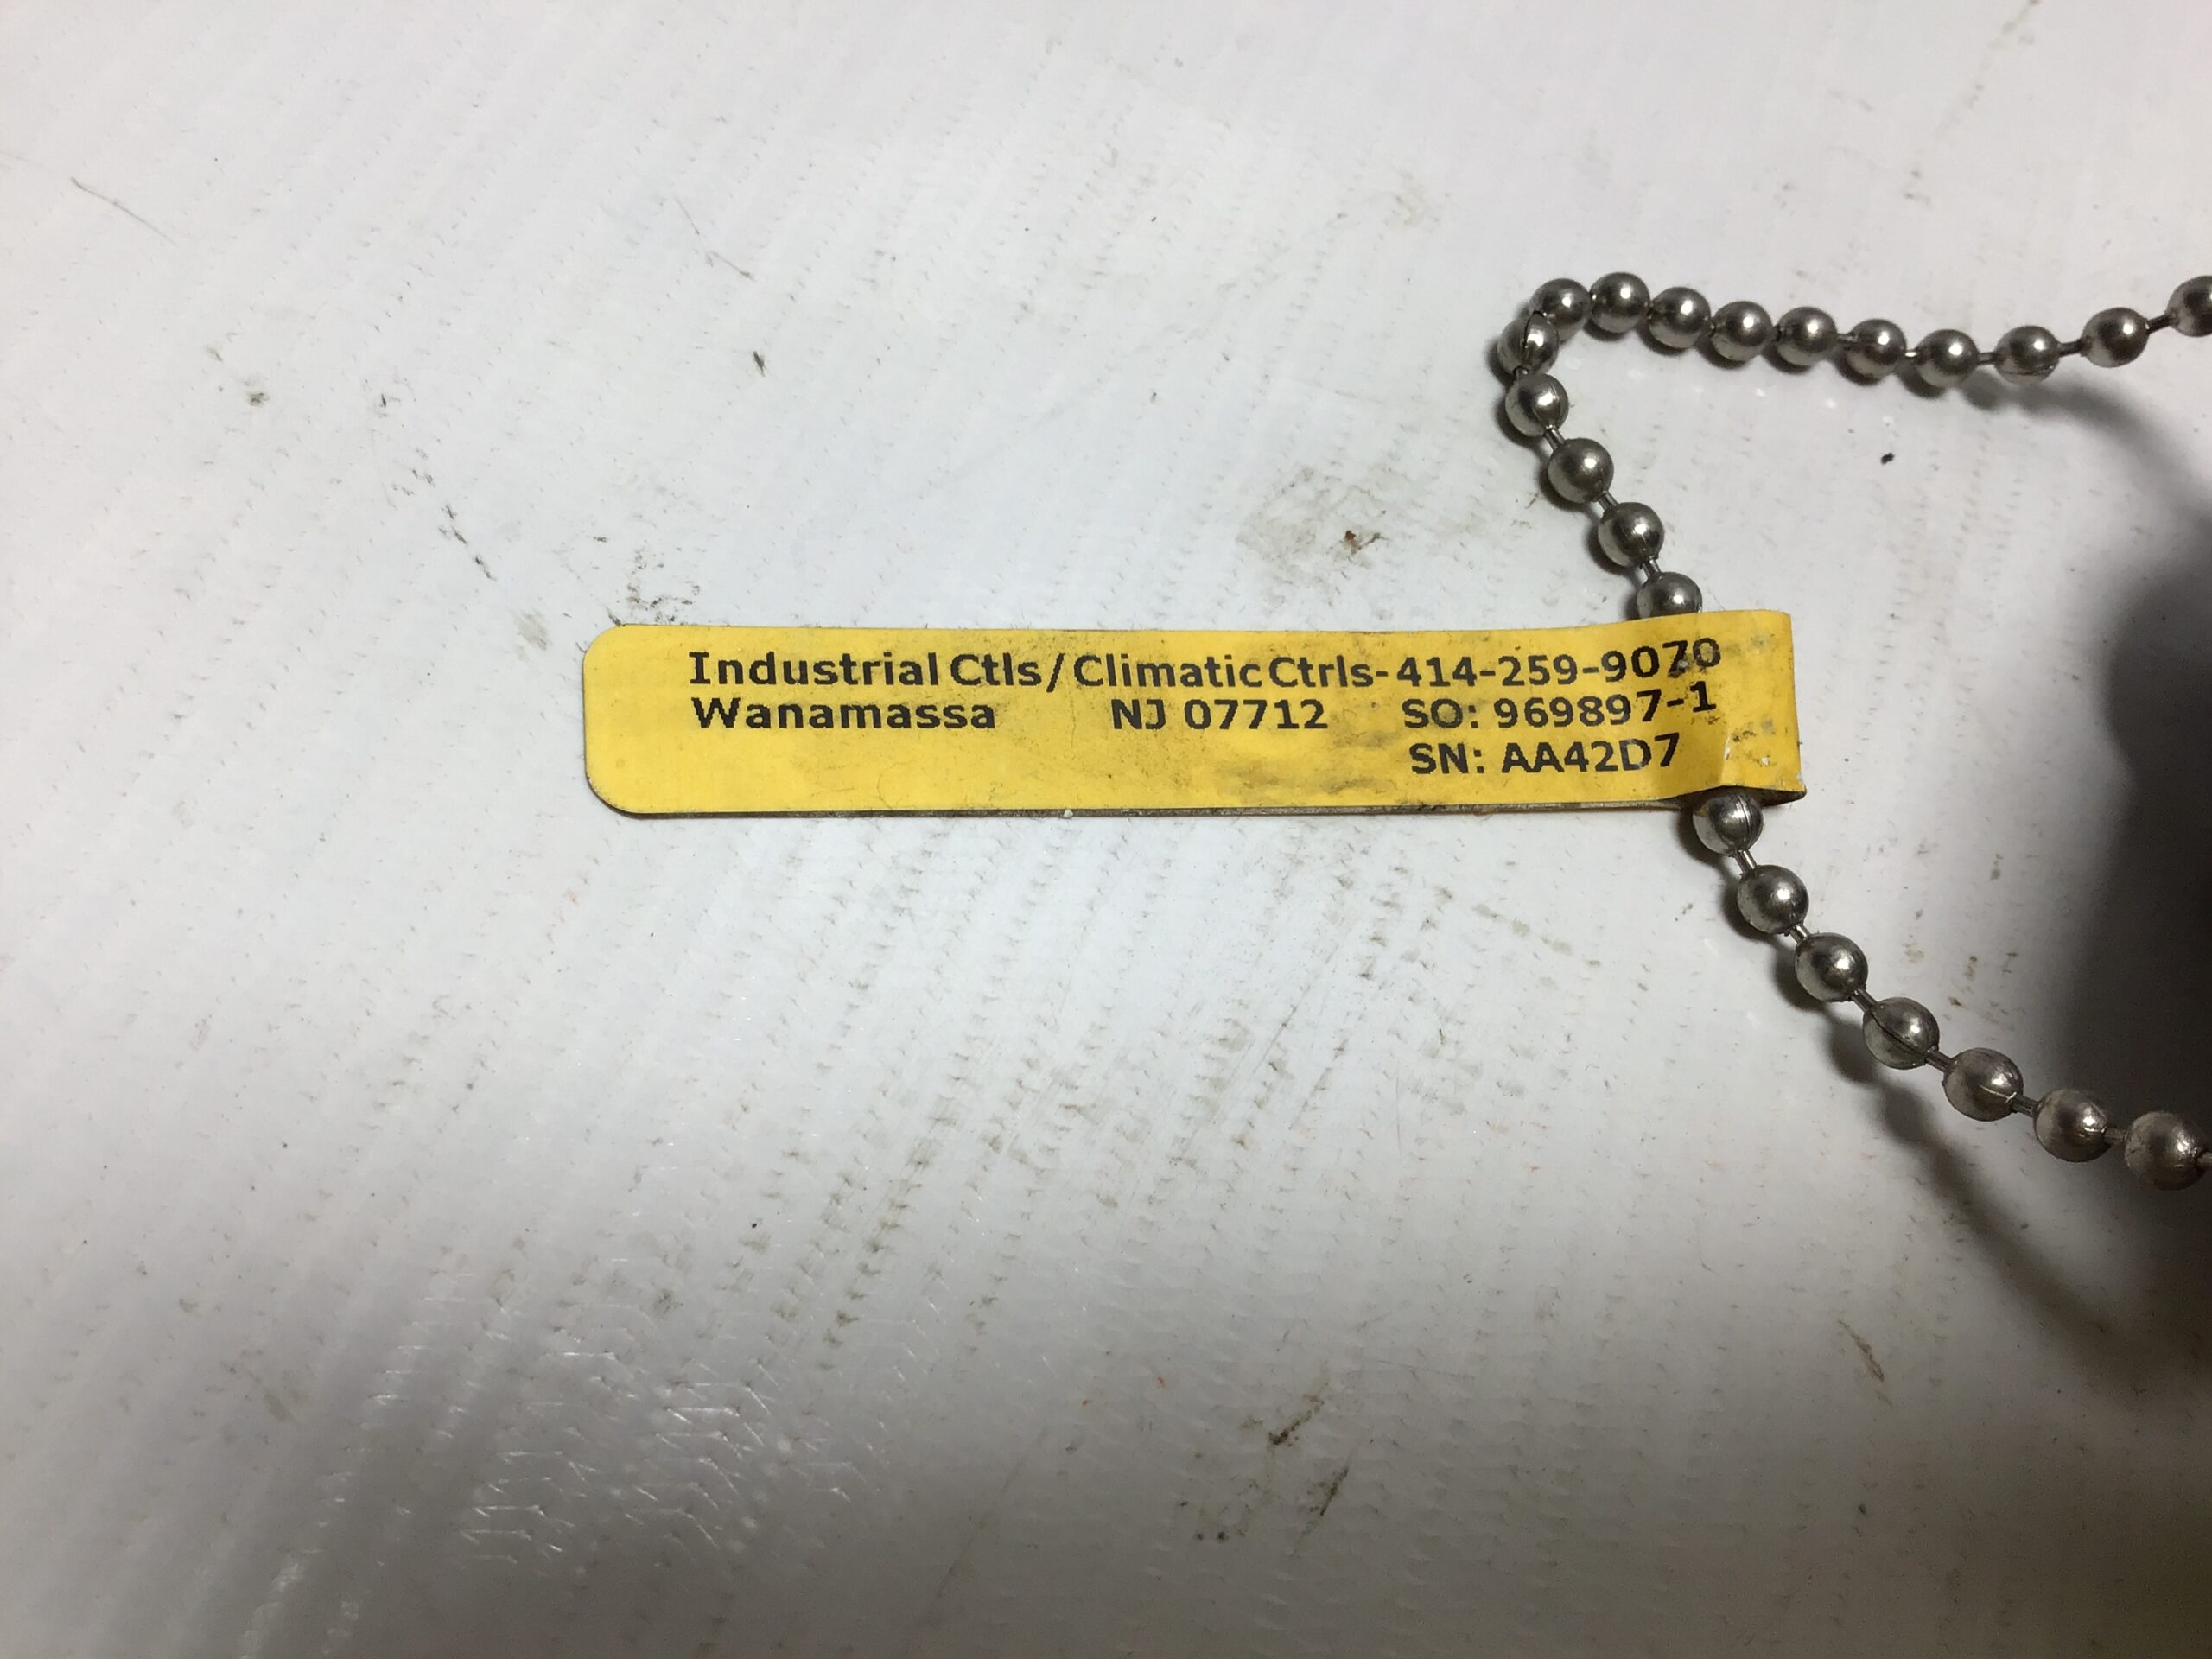 Industrial Ctls/Climatic Ctrls-414-259-9070
Wanamassa NJ 07712 SO: 969897-1
SN: AA42D7